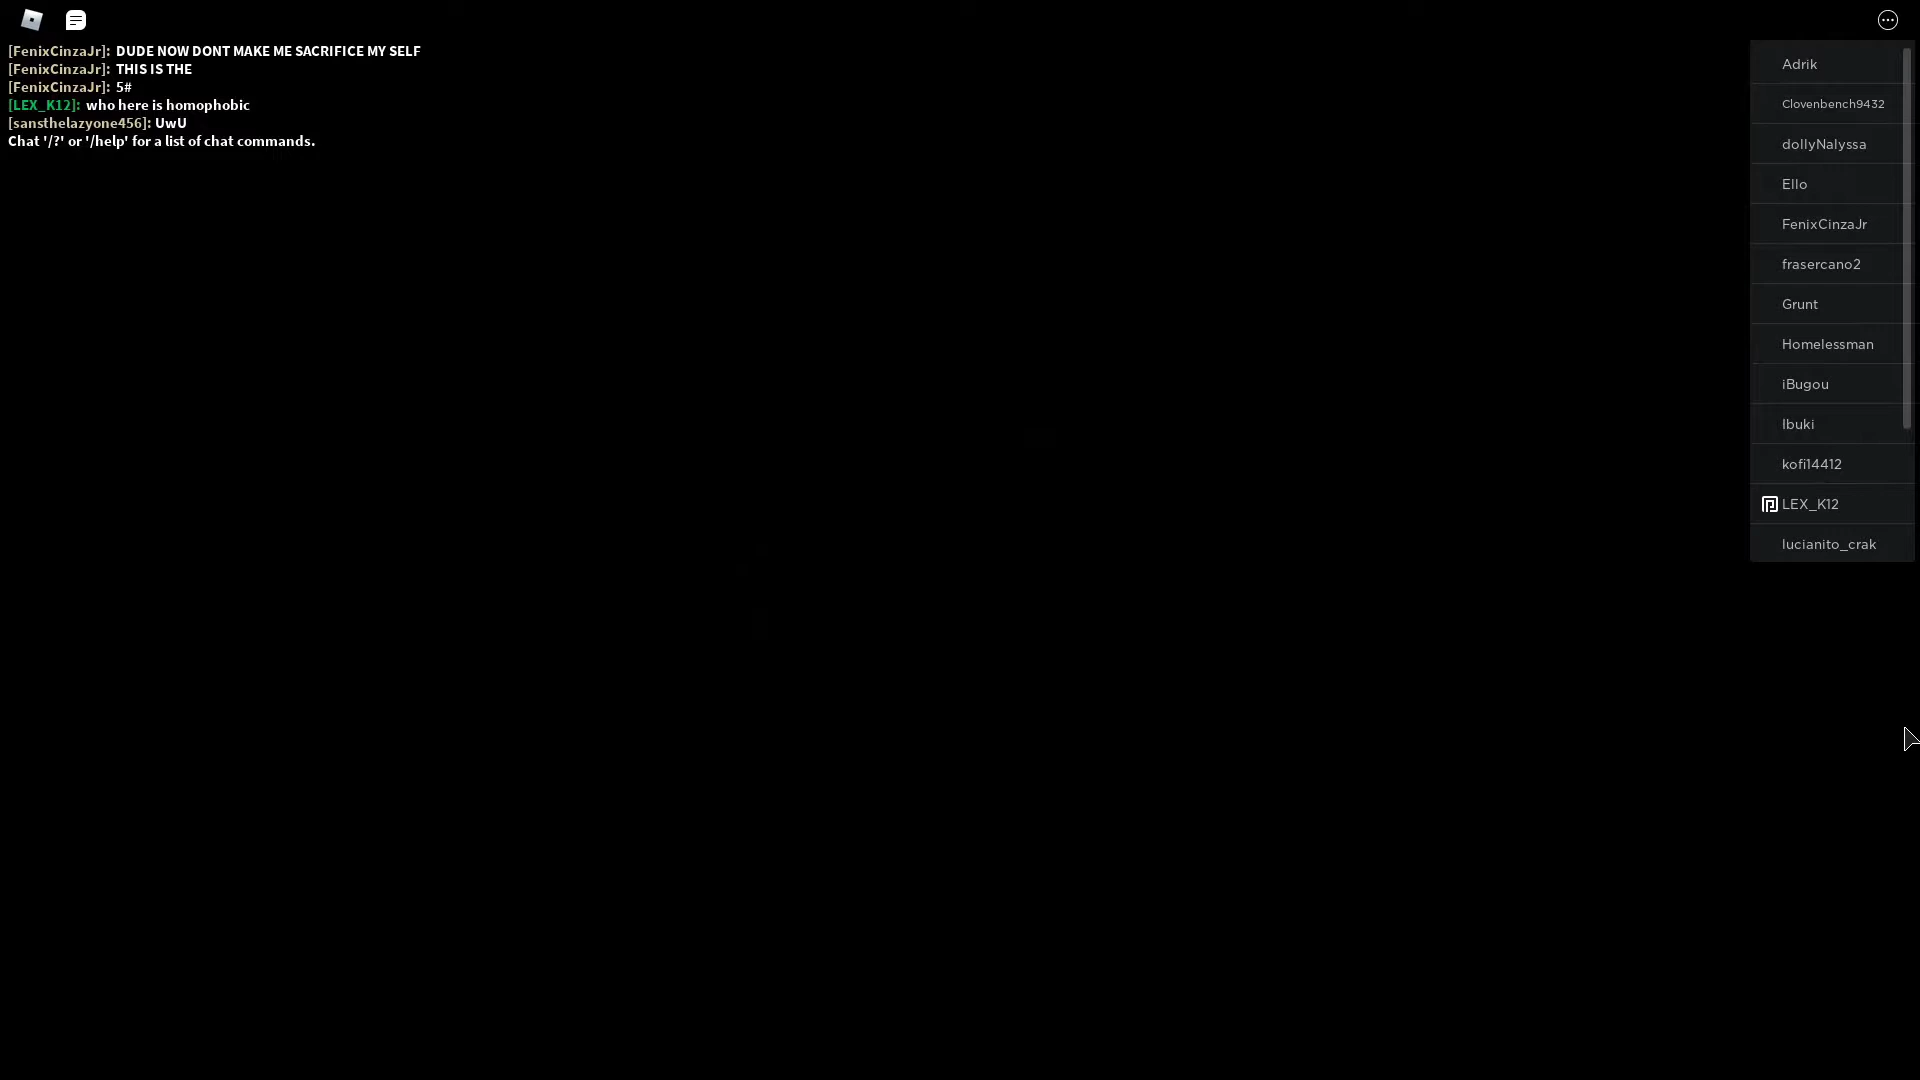 [FenixCinzaJr]: DUDE NOW DONT MAKE ME SACRIFICE MY SELF
[FenixCinzaJr]: THIS IS THE
[FenixCinzaJr]: 5#
[LEX_K12]: who here is homophobic
[sansthelazyone456]: UwU
Chat '/?' or '/help' for a list of chat commands.
Adrik
Clovenbench9432
dollyNalyssa
Ello
FenixCinzaJr
frasercano2
Grunt
Homelessman
iBugou
Ibuki
kofi14412
LEX_K12
lucianito_crak